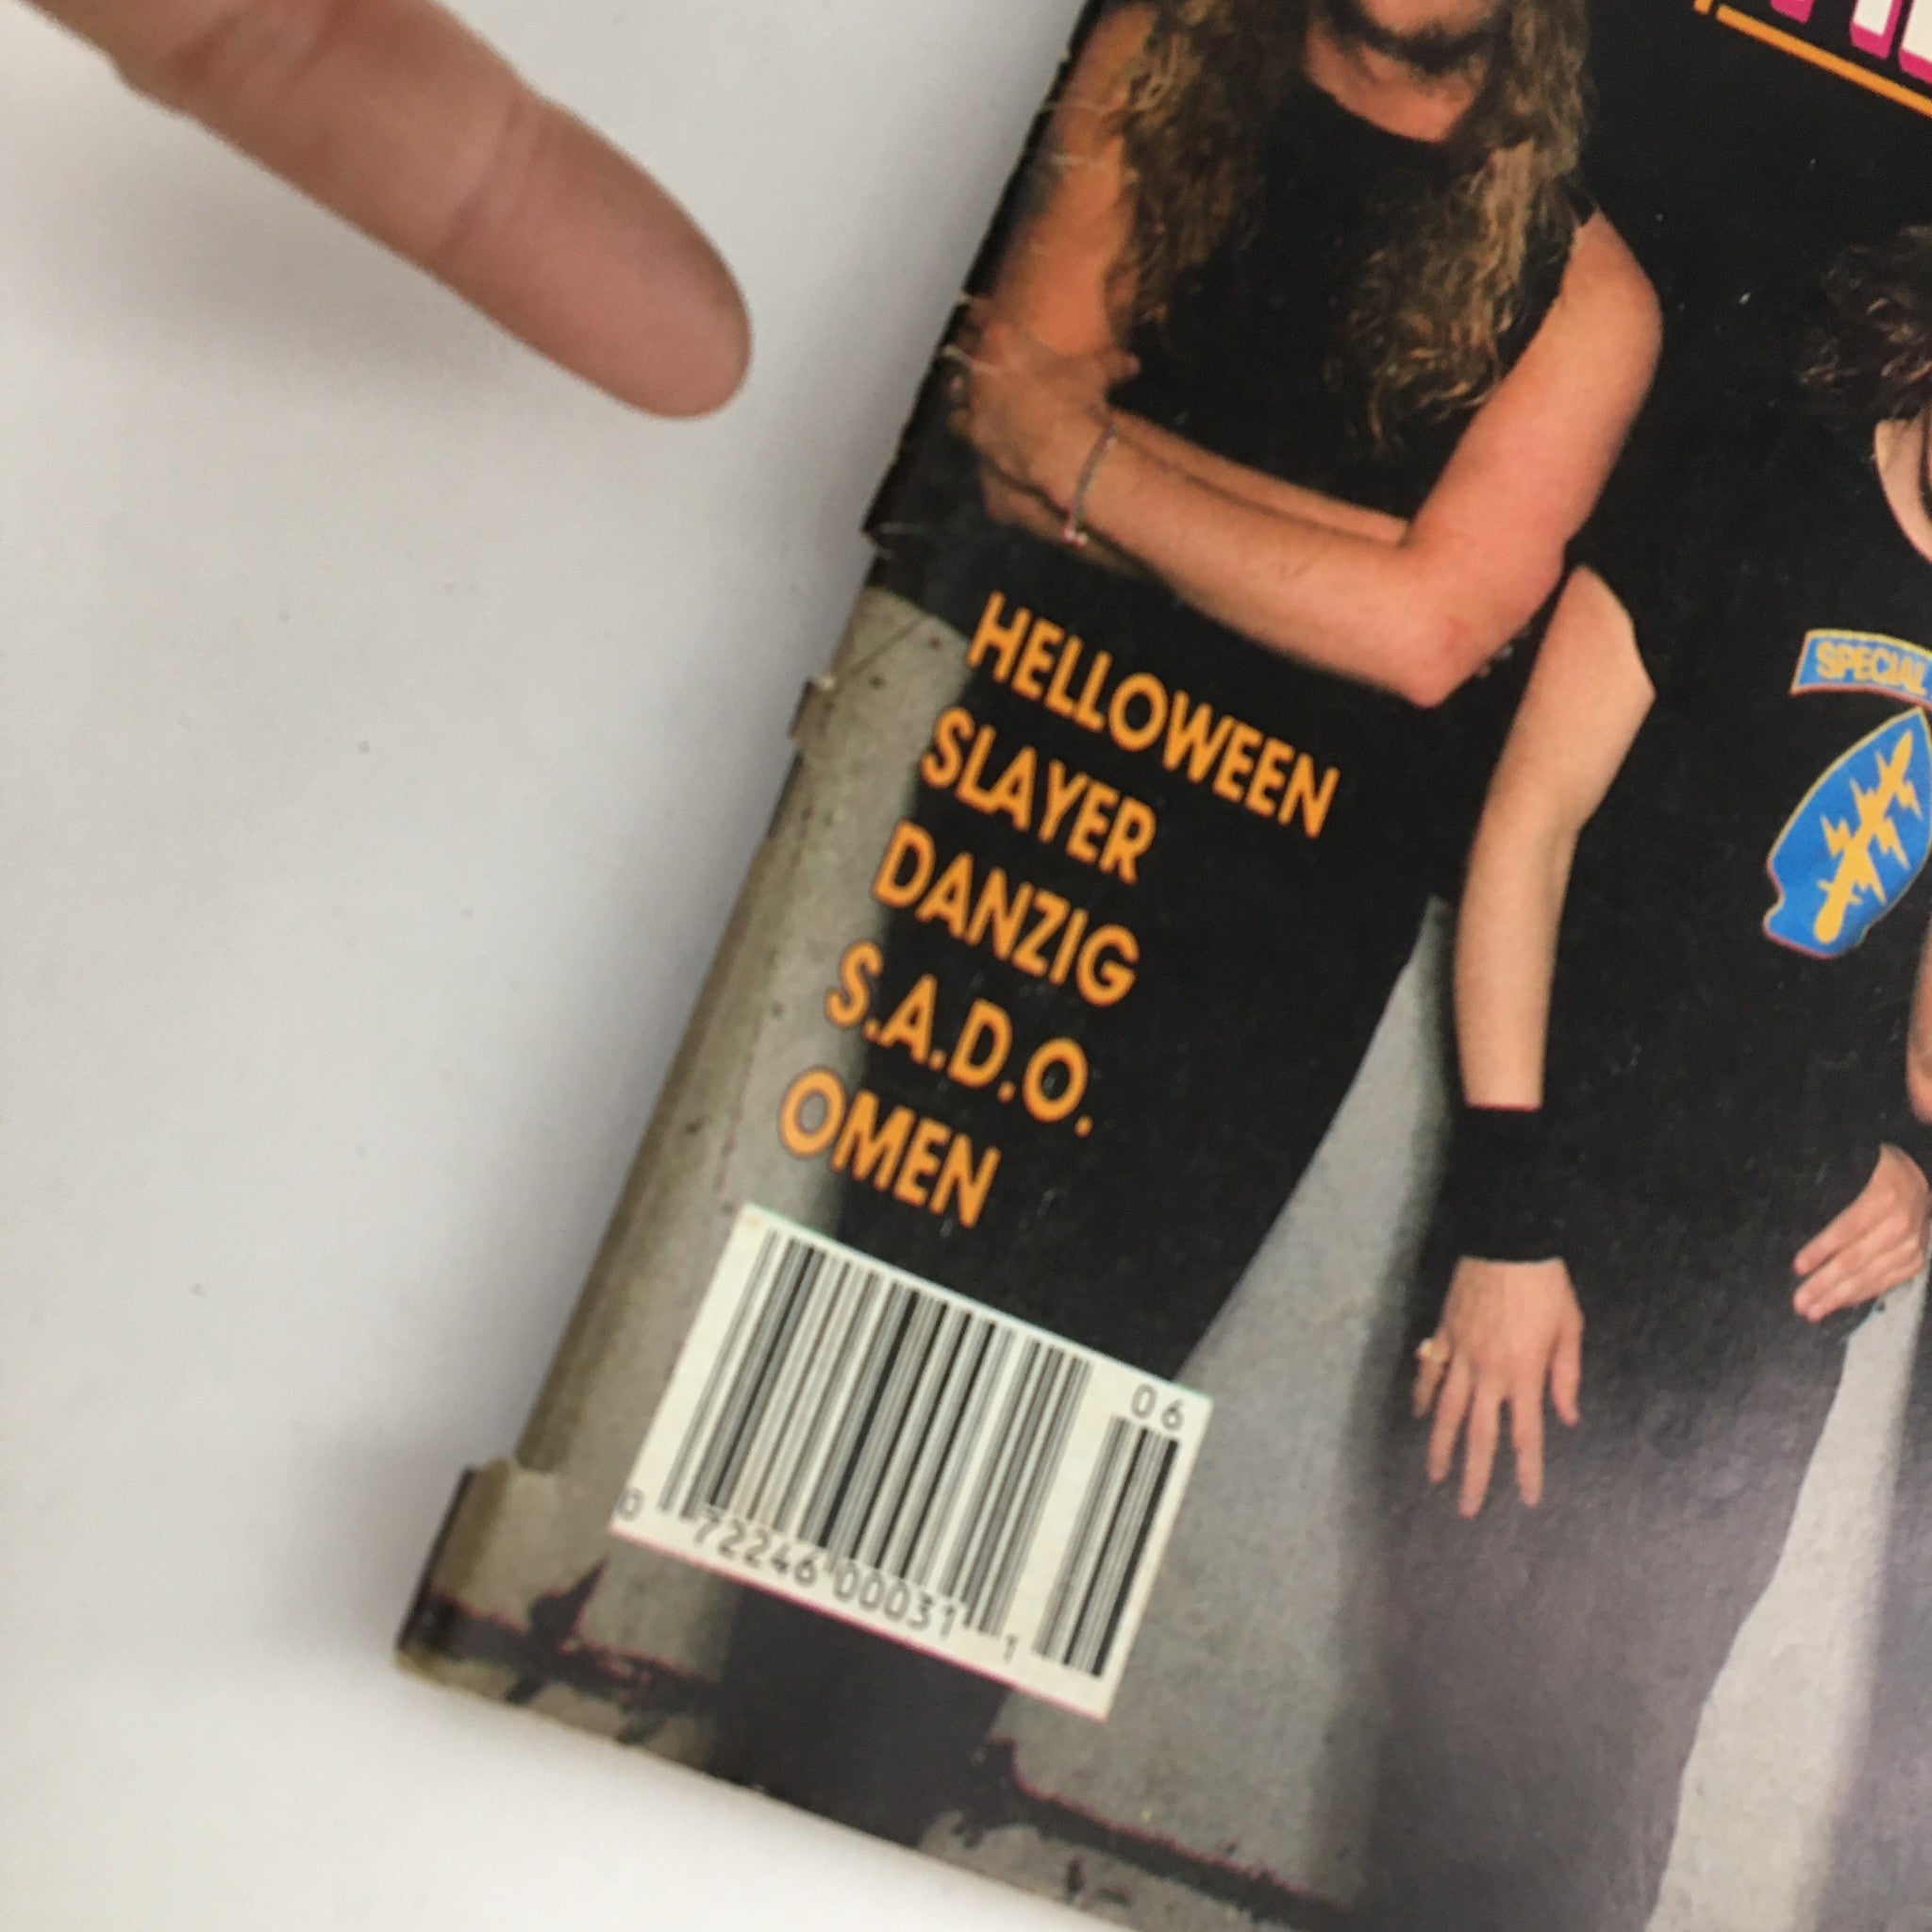 SPECIAL
HELLOWEEN
SLAYER
DANZIG
S.A.D.O.
OMEN
06
0 72246 00031 1